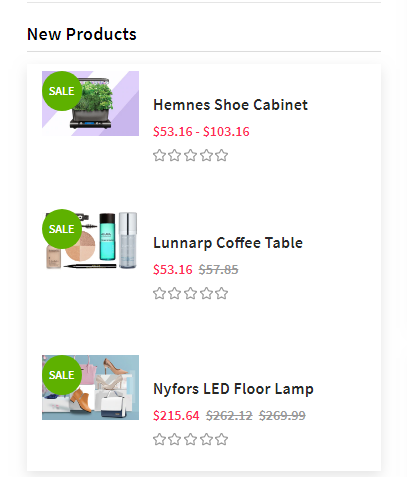 New Products
SALE
Hemnes Shoe Cabinet
$53.16 - $103.16
SALE
Lunnarp Coffee Table
$53.16 $57.85
SALE
Nyfors LED Floor Lamp
$215.64 $262.12 $269.99